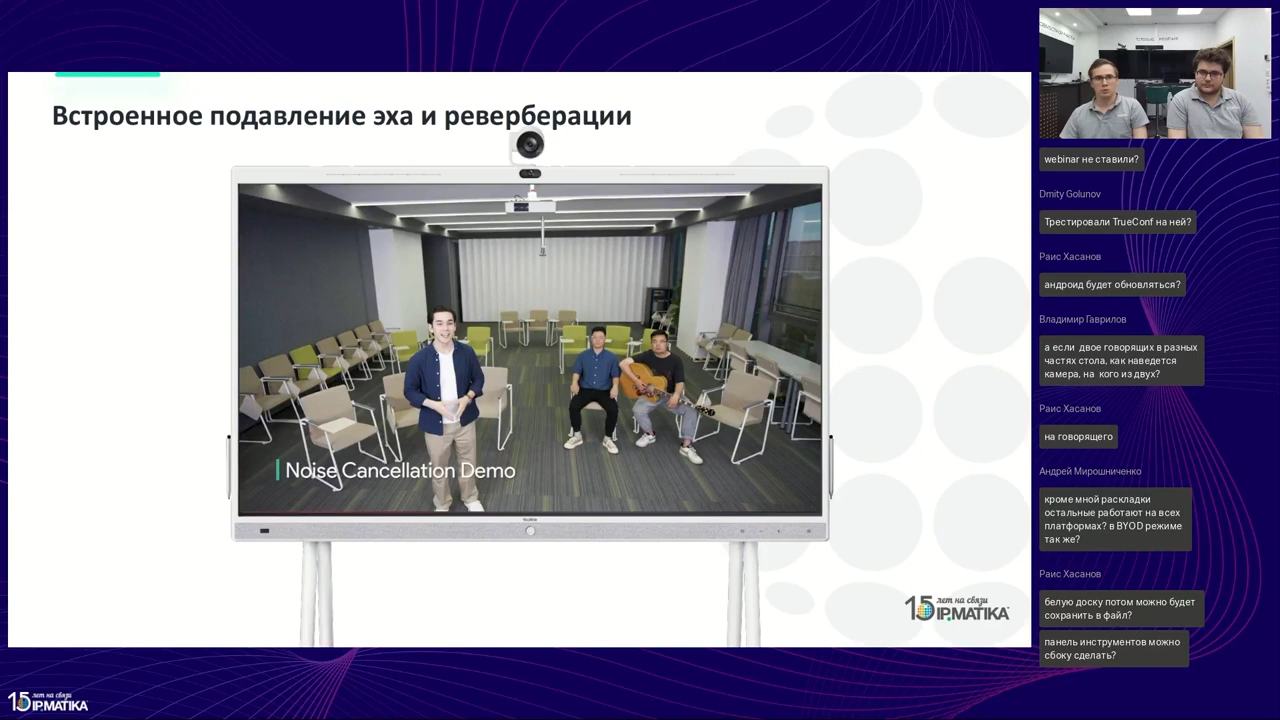 Встроенное подавление эха и реверберации
Noise Cancellation Demo
15 лет на связи
IP.MATIKA
15 лет на связи
IP.MATIKA
webinar не ставили?
Dmity Golunov
Трестировали TrueConf на ней?
Раис Хасанов
андроид будет обновляться?
Владимир Гаврилов
а если двое говорящих в разных
частях стола, как наведется
камера, на кого из двух?
Раис Хасанов
на говорящего
Андрей Мирошниченко
кроме мной раскладки
остальные работают на всех
платформах? в BYOD режиме
так же?
Раис Хасанов
белую доску потом можно будет
сохранить в файл?
панель инструментов можно
сбоку сделать?